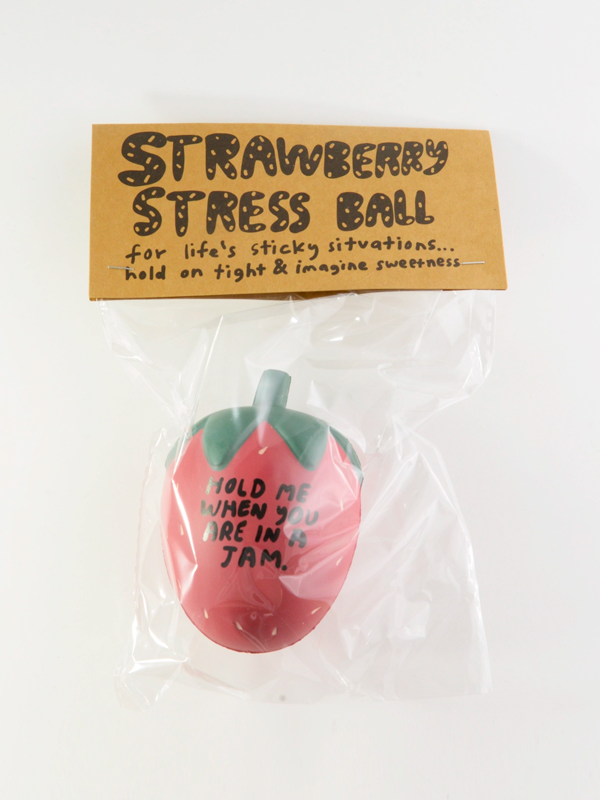 STRAWBERRY
STRESS BALL
for life's sticky situations...
hold on tight & imagine sweetness
HOLD ME
WHEN YOU
ARE IN A
JAM.